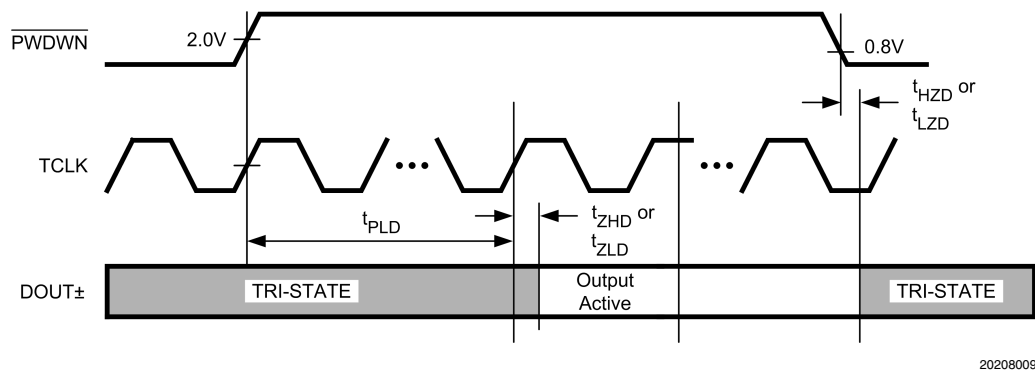 PWDWN
2.0V
0.8V
tHZD or
tLZD
TCLK
tPLD
tZHD or
tZLD
DOUT±
TRI-STATE
Output
Active
TRI-STATE
20208009